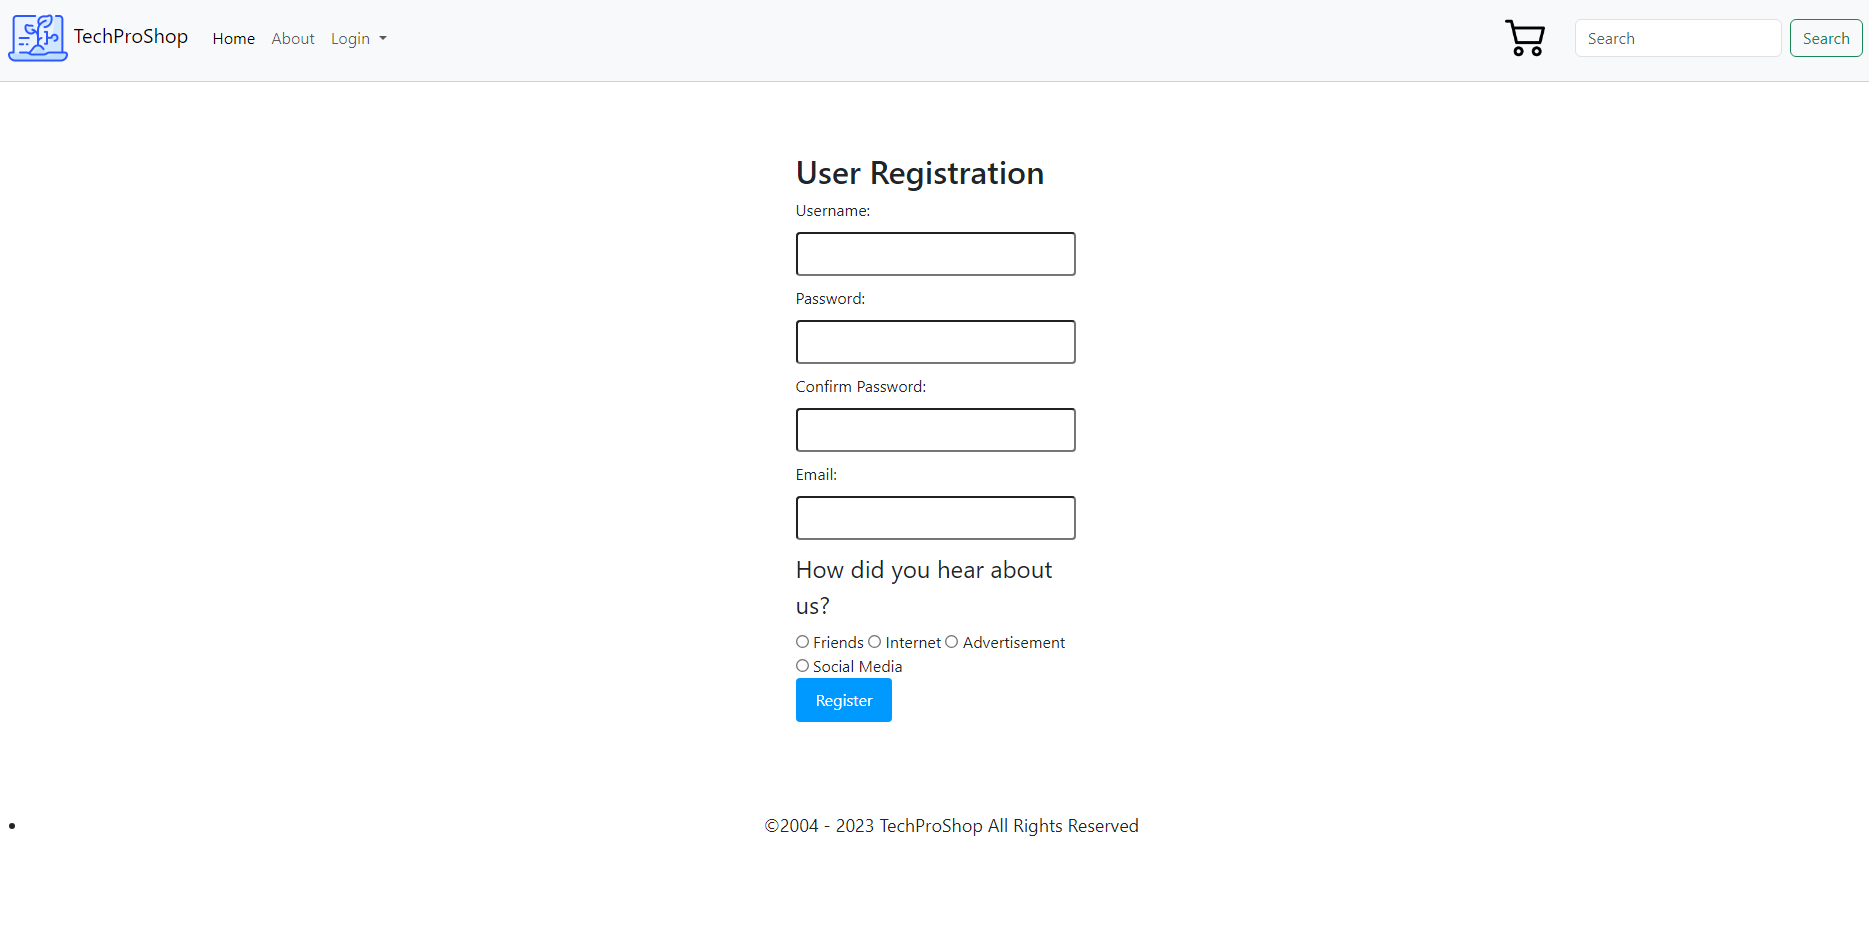 TechProShop Home About Login Search Search
User Registration
Username:
Password:
Confirm Password:
Email:
How did you hear about
us?
Friends Internet Advertisement
Social Media
Register
©2004 - 2023 TechProShop All Rights Reserved